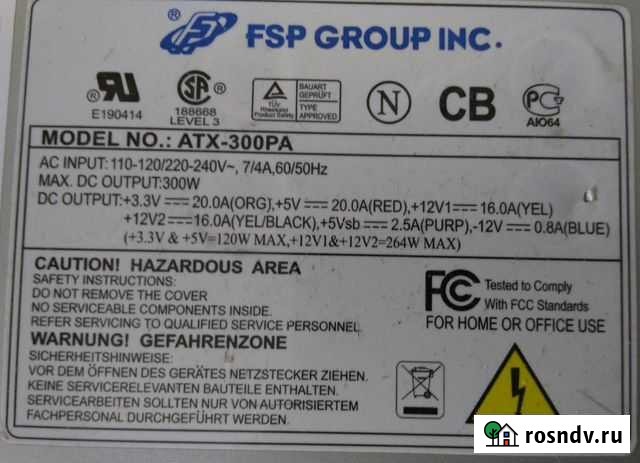 ® FSP GROUP INC.
® RU US
E190414
SA ®
188668
LEVEL 3
TÜV
Product Safety
BAUART
GEPRÜFT
TYPE
APPROVED
N
CB
PG
AЮ64
MODEL NO.: ATX-300PA
AC INPUT: 110-120/220-240V~, 7/4A,60/50Hz
MAX. DC OUTPUT:300W
DC OUTPUT:+3.3V ⎓ 20.0A(ORG), +5V ⎓ 20.0A(RED), +12V1 ⎓ 16.0A(YEL)
+12V2 ⎓ 16.0A(YEL/BLACK),+5Vsb ⎓ 2.5A(PURP), -12V ⎓ 0.8A(BLUE)
(+3.3V & +5V=120W MAX,+12V1&+12V2=264W MAX)
CAUTION! HAZARDOUS AREA
SAFETY INSTRUCTIONS:
DO NOT REMOVE THE COVER
NO SERVICEABLE COMPONENTS INSIDE.
REFER SERVICING TO QUALIFIED SERVICE PERSONNEL.
FC Tested to Comply
With FCC Standards
FOR HOME OR OFFICE USE
WARNUNG! GEFAHRENZONE
SICHERHEITSHINWEISE:
VOR DEM ÖFFNEN DES GERÄTES NETZSTECKER ZIEHEN.
KEINE SERVICERELEVANTEN BAUTEILE ENTHALTEN.
SERVICEARBEITEN SOLLTEN NUR VON AUTORISIERTEM
FACHPERSONAL DURCHGEFÜHRT WERDEN.
rosndv.ru